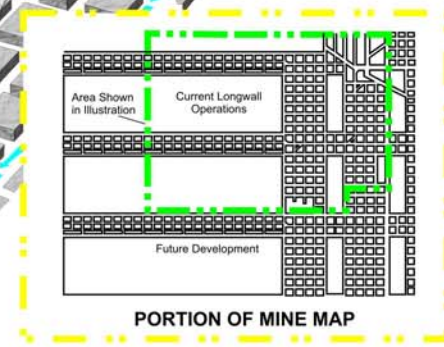 Area Shown
in Illustration
Current Longwall
Operations
Future Development
PORTION OF MINE MAP